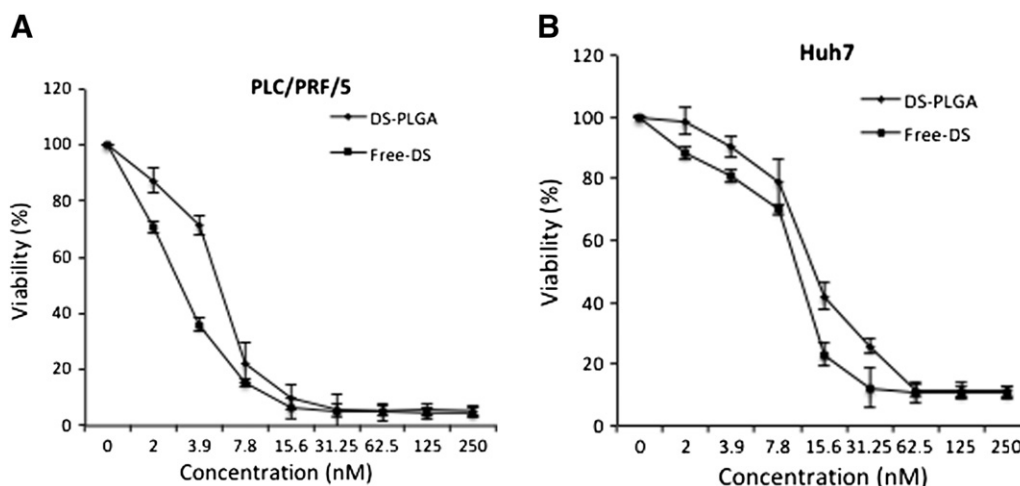 A
PLC/PRF/5
DS-PLGA
Free-DS
Viability (%)
120
100
80
60
40
20
0
0 2 3.9 7.8 15.6 31.25 62.5 125 250
Concentration (nM)
B
Huh7
DS-PLGA
Free-DS
Viability (%)
120
100
80
60
40
20
0
0 2 3.9 7.8 15.6 31.25 62.5 125 250
Concentration (nM)